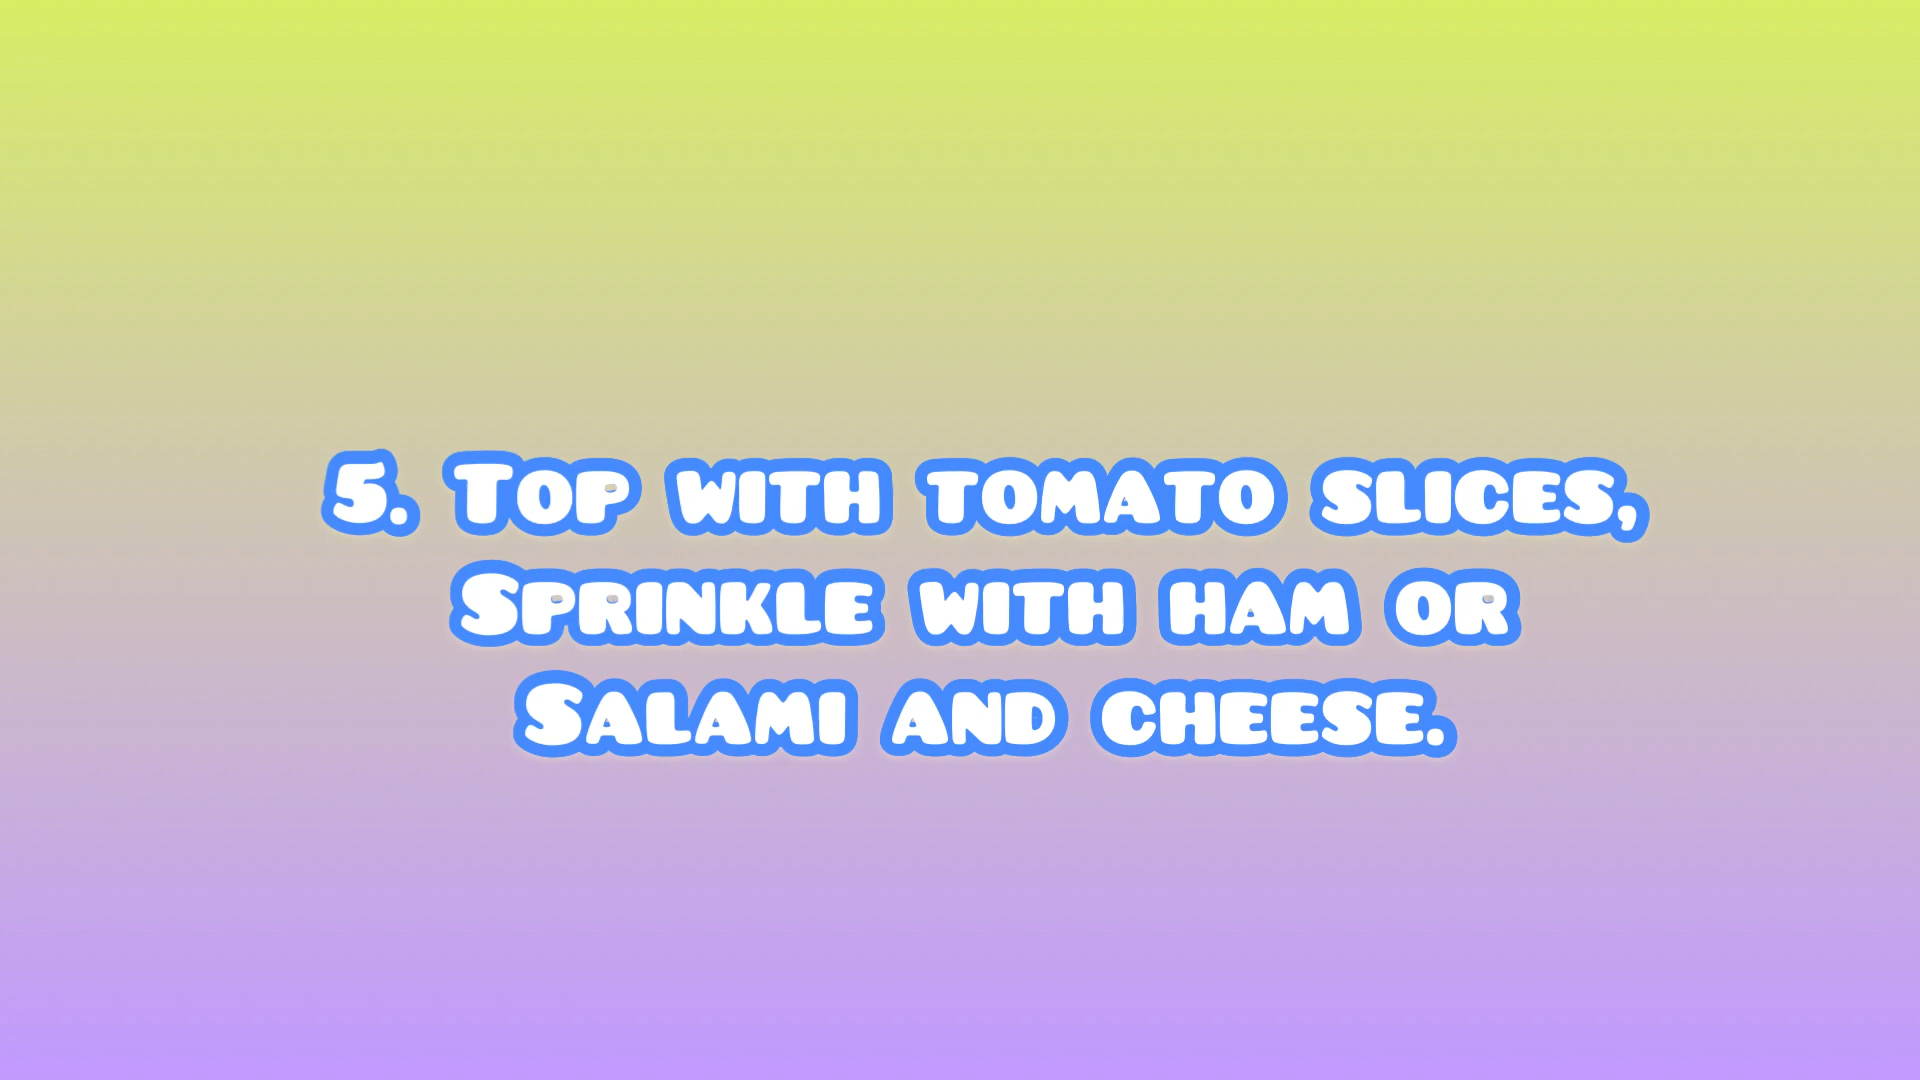 5. Top with tomato slices,
Sprinkle with ham or
Salami and cheese.